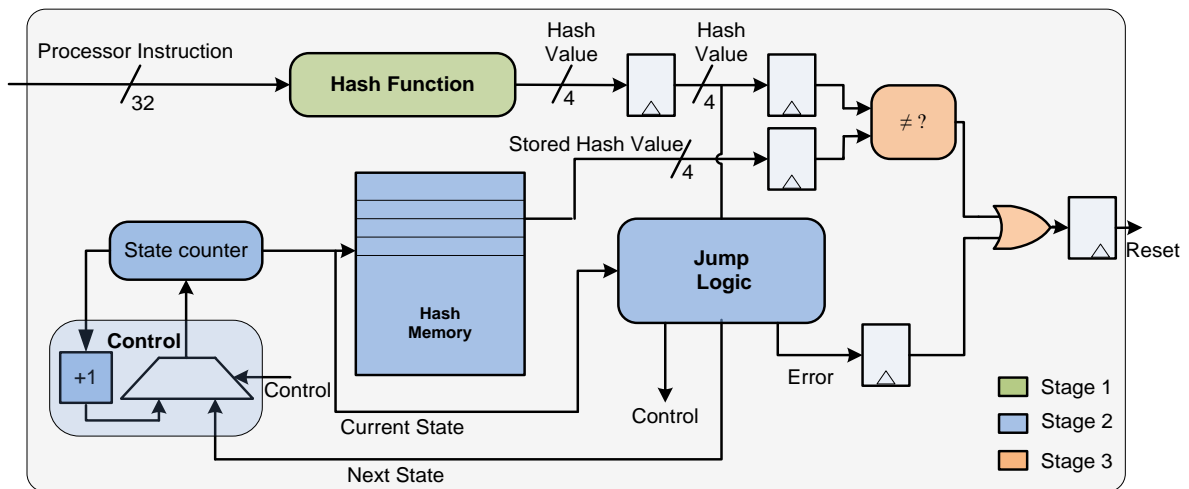 Processor Instruction
32
Hash Function
Hash
Value
4
Hash
Value
4
≠ ?
Stored Hash Value
4
State counter
Hash
Memory
Jump
Logic
Reset
Control
+1
Control
Error
Control
Current State
Next State
Stage 1
Stage 2
Stage 3